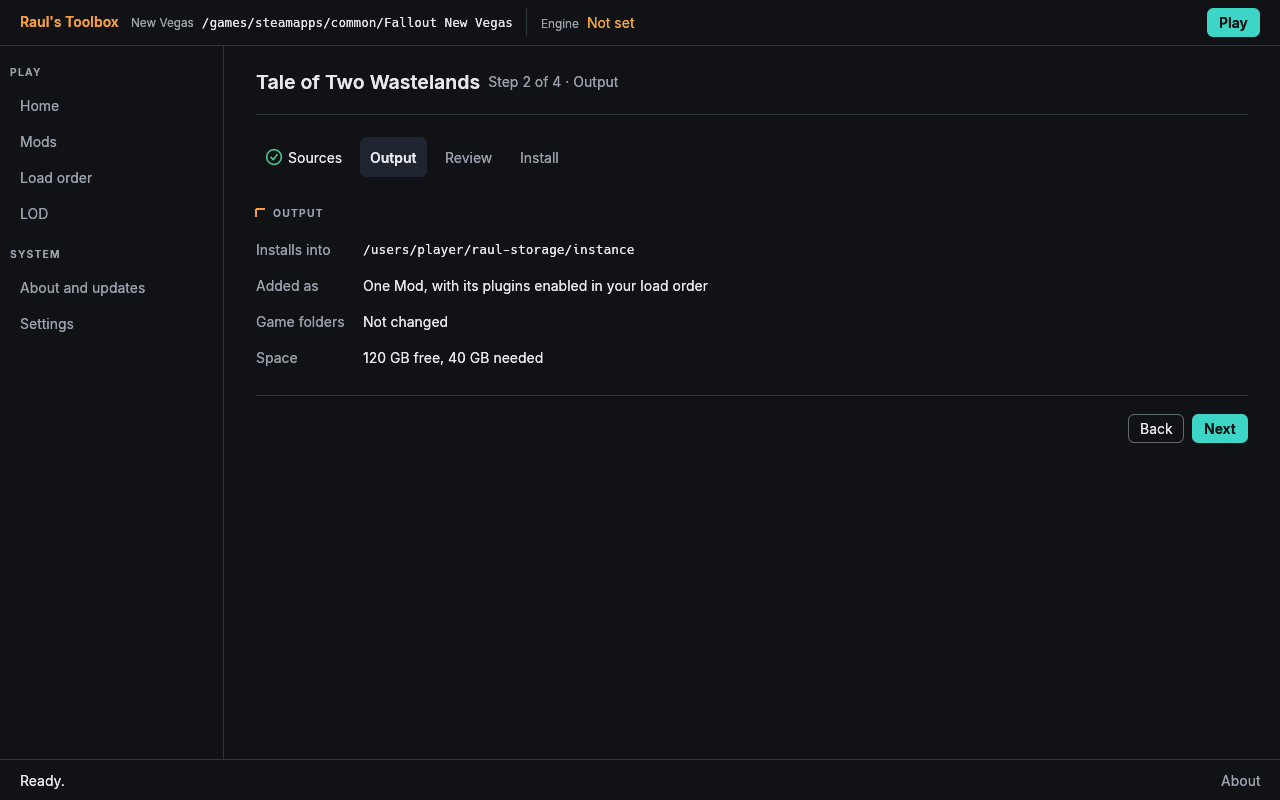 Raul's Toolbox New Vegas /games/steamapps/common/Fallout New Vegas Engine Not set Play
PLAY
Home
Mods
Load order
LOD
SYSTEM
About and updates
Settings
Tale of Two Wastelands Step 2 of 4 · Output
Sources Output Review Install
OUTPUT
Installs into /users/player/raul-storage/instance
Added as One Mod, with its plugins enabled in your load order
Game folders Not changed
Space 120 GB free, 40 GB needed
Back Next
Ready. About